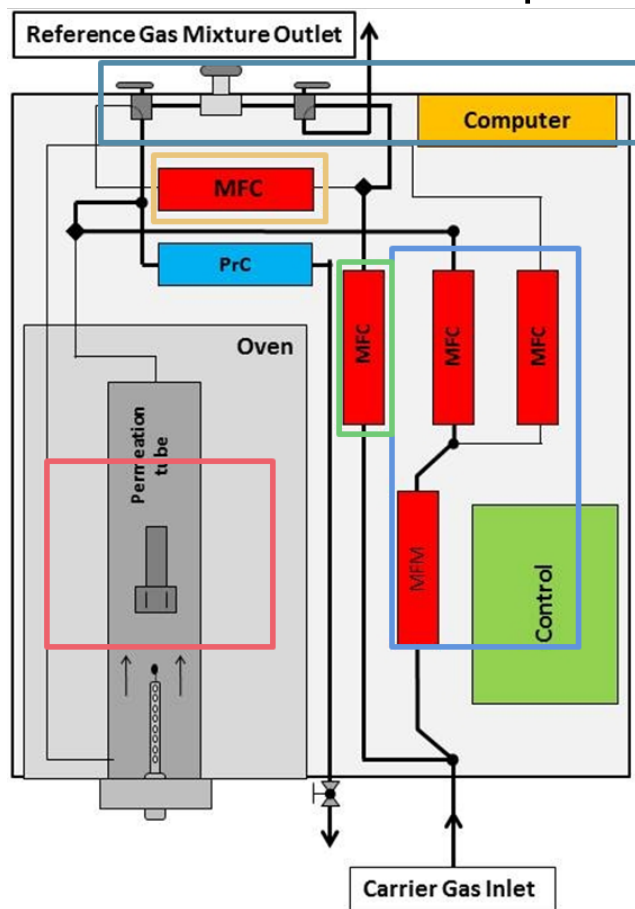 Reference Gas Mixture Outlet
Computer
MFC
PrC
MFC
MFC
MFC
Oven
Permeation
tube
MFM
Control
Carrier Gas Inlet